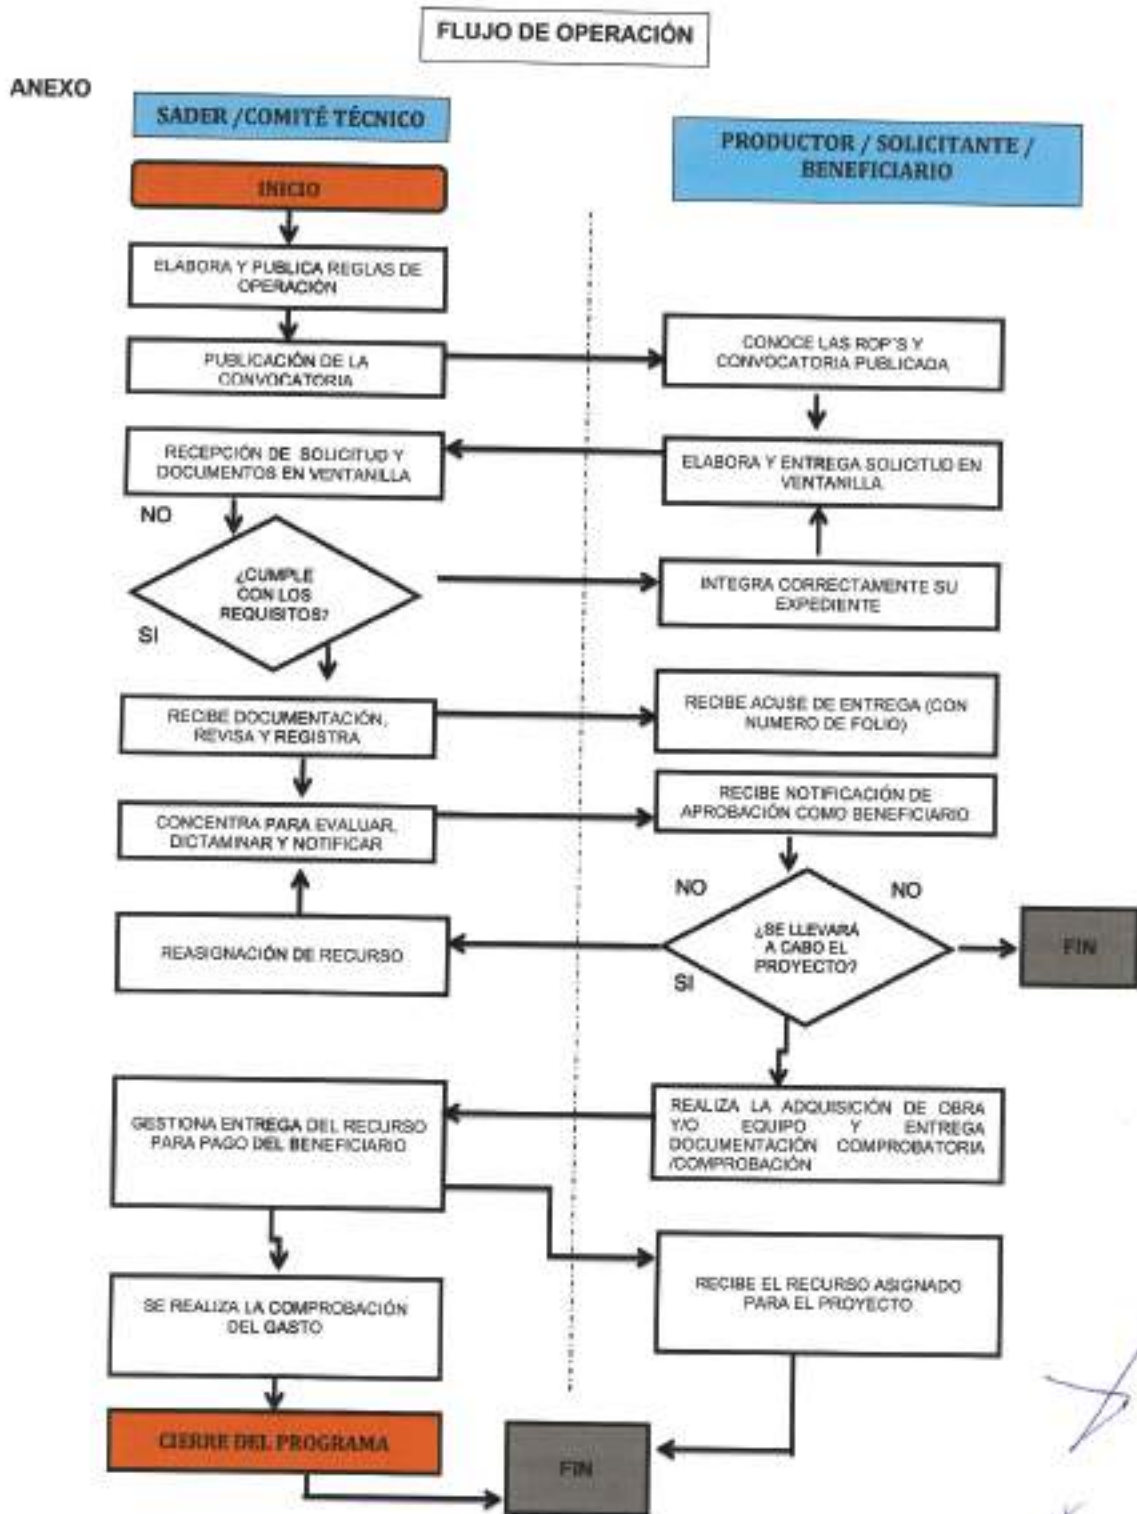 FLUJO DE OPERACIÓN
ANEXO
SADER /COMITÉ TÉCNICO
PRODUCTOR / SOLICITANTE /
BENEFICIARIO
INICIO
ELABORA Y PUBLICA REGLAS DE
OPERACIÓN
PUBLICACIÓN DE LA
CONVOCATORIA
CONOCE LAS ROP'S Y
CONVOCATORIA PUBLICADA
RECEPCIÓN DE SOLICITUD Y
DOCUMENTOS EN VENTANILLA
ELABORA Y ENTREGA SOLICITUD EN
VENTANILLA
NO
¿CUMPLE
CON LOS
REQUISITOS?
SI
INTEGRA CORRECTAMENTE SU
EXPEDIENTE
RECIBE DOCUMENTACIÓN,
REVISA Y REGISTRA
RECIBE ACUSE DE ENTREGA (CON
NUMERO DE FOLIO)
CONCENTRA PARA EVALUAR,
DICTAMINAR Y NOTIFICAR
RECIBE NOTIFICACIÓN DE
APROBACIÓN COMO BENEFICIARIO
NO
NO
¿SE LLEVARÁ
A CABO EL
PROYECTO?
SI
FIN
REASIGNACIÓN DE RECURSO
GESTIONA ENTREGA DEL RECURSO
PARA PAGO DEL BENEFICIARIO
REALIZA LA ADQUISICIÓN DE OBRA
Y/O EQUIPO Y ENTREGA
DOCUMENTACIÓN COMPROBATORIA
/COMPROBACIÓN
SE REALIZA LA COMPROBACIÓN
DEL GASTO
RECIBE EL RECURSO ASIGNADO
PARA EL PROYECTO
CIERRE DEL PROGRAMA
FIN